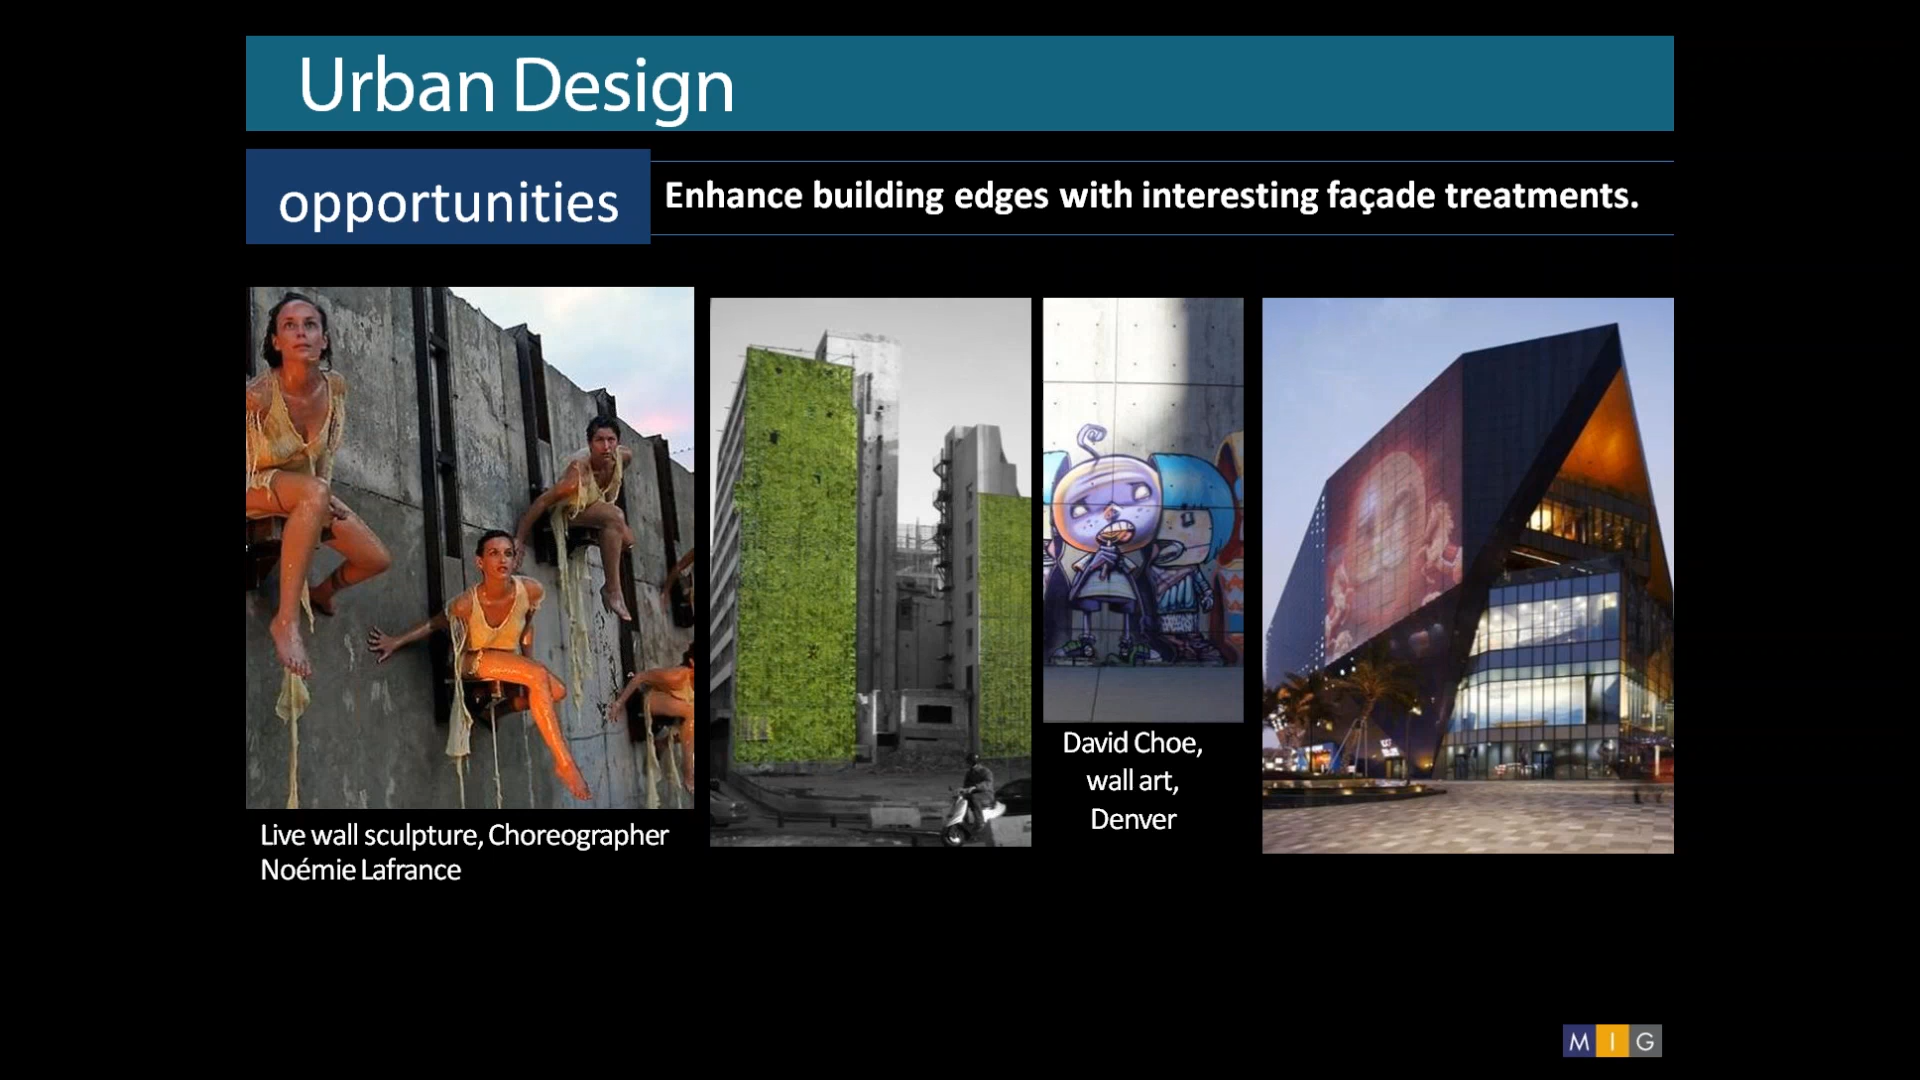 Urban Design
opportunities
Enhance building edges with interesting façade treatments.
Live wall sculpture, Choreographer
Noémie Lafrance
David Choe,
wall art,
Denver
MIG